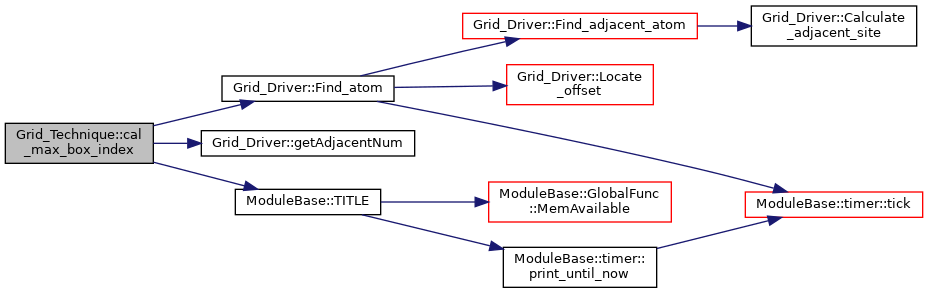 Grid_Technique::cal
_max_box_index
Grid_Driver::Find_atom
Grid_Driver::getAdjacentNum
ModuleBase::TITLE
Grid_Driver::Find_adjacent_atom
Grid_Driver::Locate
_offset
ModuleBase::GlobalFunc
::MemAvailable
ModuleBase::timer::
print_until_now
Grid_Driver::Calculate
_adjacent_site
ModuleBase::timer::tick